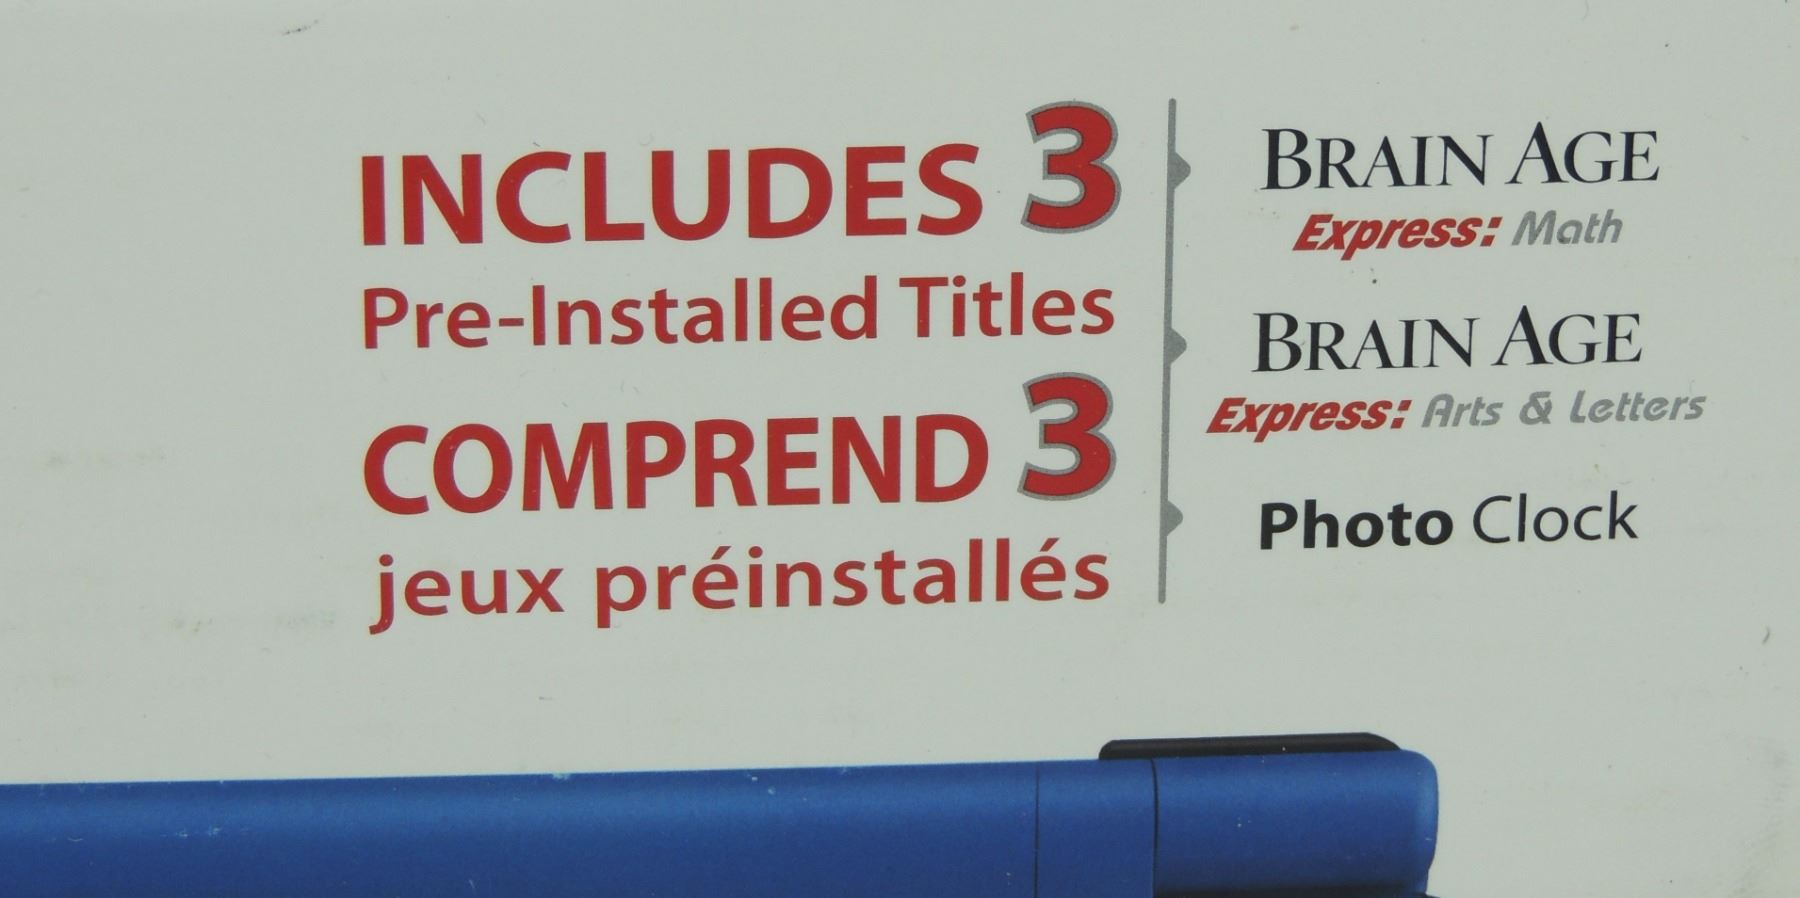 INCLUDES 3
Pre-Installed Titles
COMPREND 3
jeux préinstallés
BRAIN AGE
Express: Math
BRAIN AGE
Express: Arts & Letters
Photo Clock